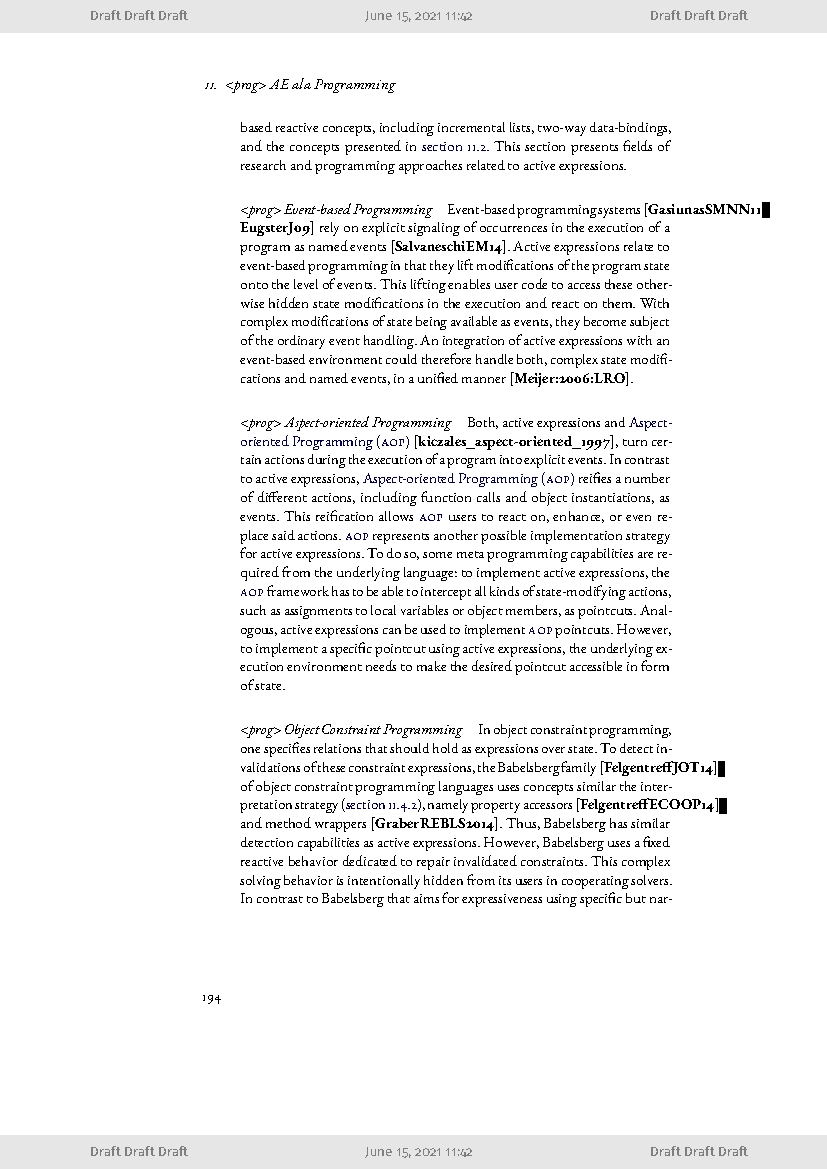 Draft Draft Draft June 15, 2021 11:42 Draft Draft Draft
11. <prog> AE ala Programming
based reactive concepts, including incremental lists, two-way data-bindings,
and the concepts presented in section 11.2. This section presents fields of
research and programming approaches related to active expressions.
<prog> Event-based Programming Event-based programming systems [GasiunasSMNN11
EugsterJ09] rely on explicit signaling of occurrences in the execution of a
program as named events [SalvaneschiEM14]. Active expressions relate to
event-based programming in that they lift modifications of the program state
onto the level of events. This lifting enables user code to access these other-
wise hidden state modifications in the execution and react on them. With
complex modifications of state being available as events, they become subject
of the ordinary event handling. An integration of active expressions with an
event-based environment could therefore handle both, complex state modifi-
cations and named events, in a unified manner [Meijer:2006:LRO].
<prog> Aspect-oriented Programming Both, active expressions and Aspect-
oriented Programming (AOP) [kiczales_aspect-oriented_1997], turn cer-
tain actions during the execution of a program into explicit events. In contrast
to active expressions, Aspect-oriented Programming (AOP) reifies a number
of different actions, including function calls and object instantiations, as
events. This reification allows AOP users to react on, enhance, or even re-
place said actions. AOP represents another possible implementation strategy
for active expressions. To do so, some meta programming capabilities are re-
quired from the underlying language: to implement active expressions, the
AOP framework has to be able to intercept all kinds of state-modifying actions,
such as assignments to local variables or object members, as pointcuts. Anal-
ogous, active expressions can be used to implement AOP pointcuts. However,
to implement a specific pointcut using active expressions, the underlying ex-
ecution environment needs to make the desired pointcut accessible in form
of state.
<prog> Object Constraint Programming In object constraint programming,
one specifies relations that should hold as expressions over state. To detect in-
validations of these constraint expressions, the Babelsberg family [FelgentreffJOT14]
of object constraint programming languages uses concepts similar the inter-
pretation strategy (section 11.4.2), namely property accessors [FelgentreffECOOP14]
and method wrappers [GraberREBLS2014]. Thus, Babelsberg has similar
detection capabilities as active expressions. However, Babelsberg uses a fixed
reactive behavior dedicated to repair invalidated constraints. This complex
solving behavior is intentionally hidden from its users in cooperating solvers.
In contrast to Babelsberg that aims for expressiveness using specific but nar-
194
Draft Draft Draft June 15, 2021 11:42 Draft Draft Draft